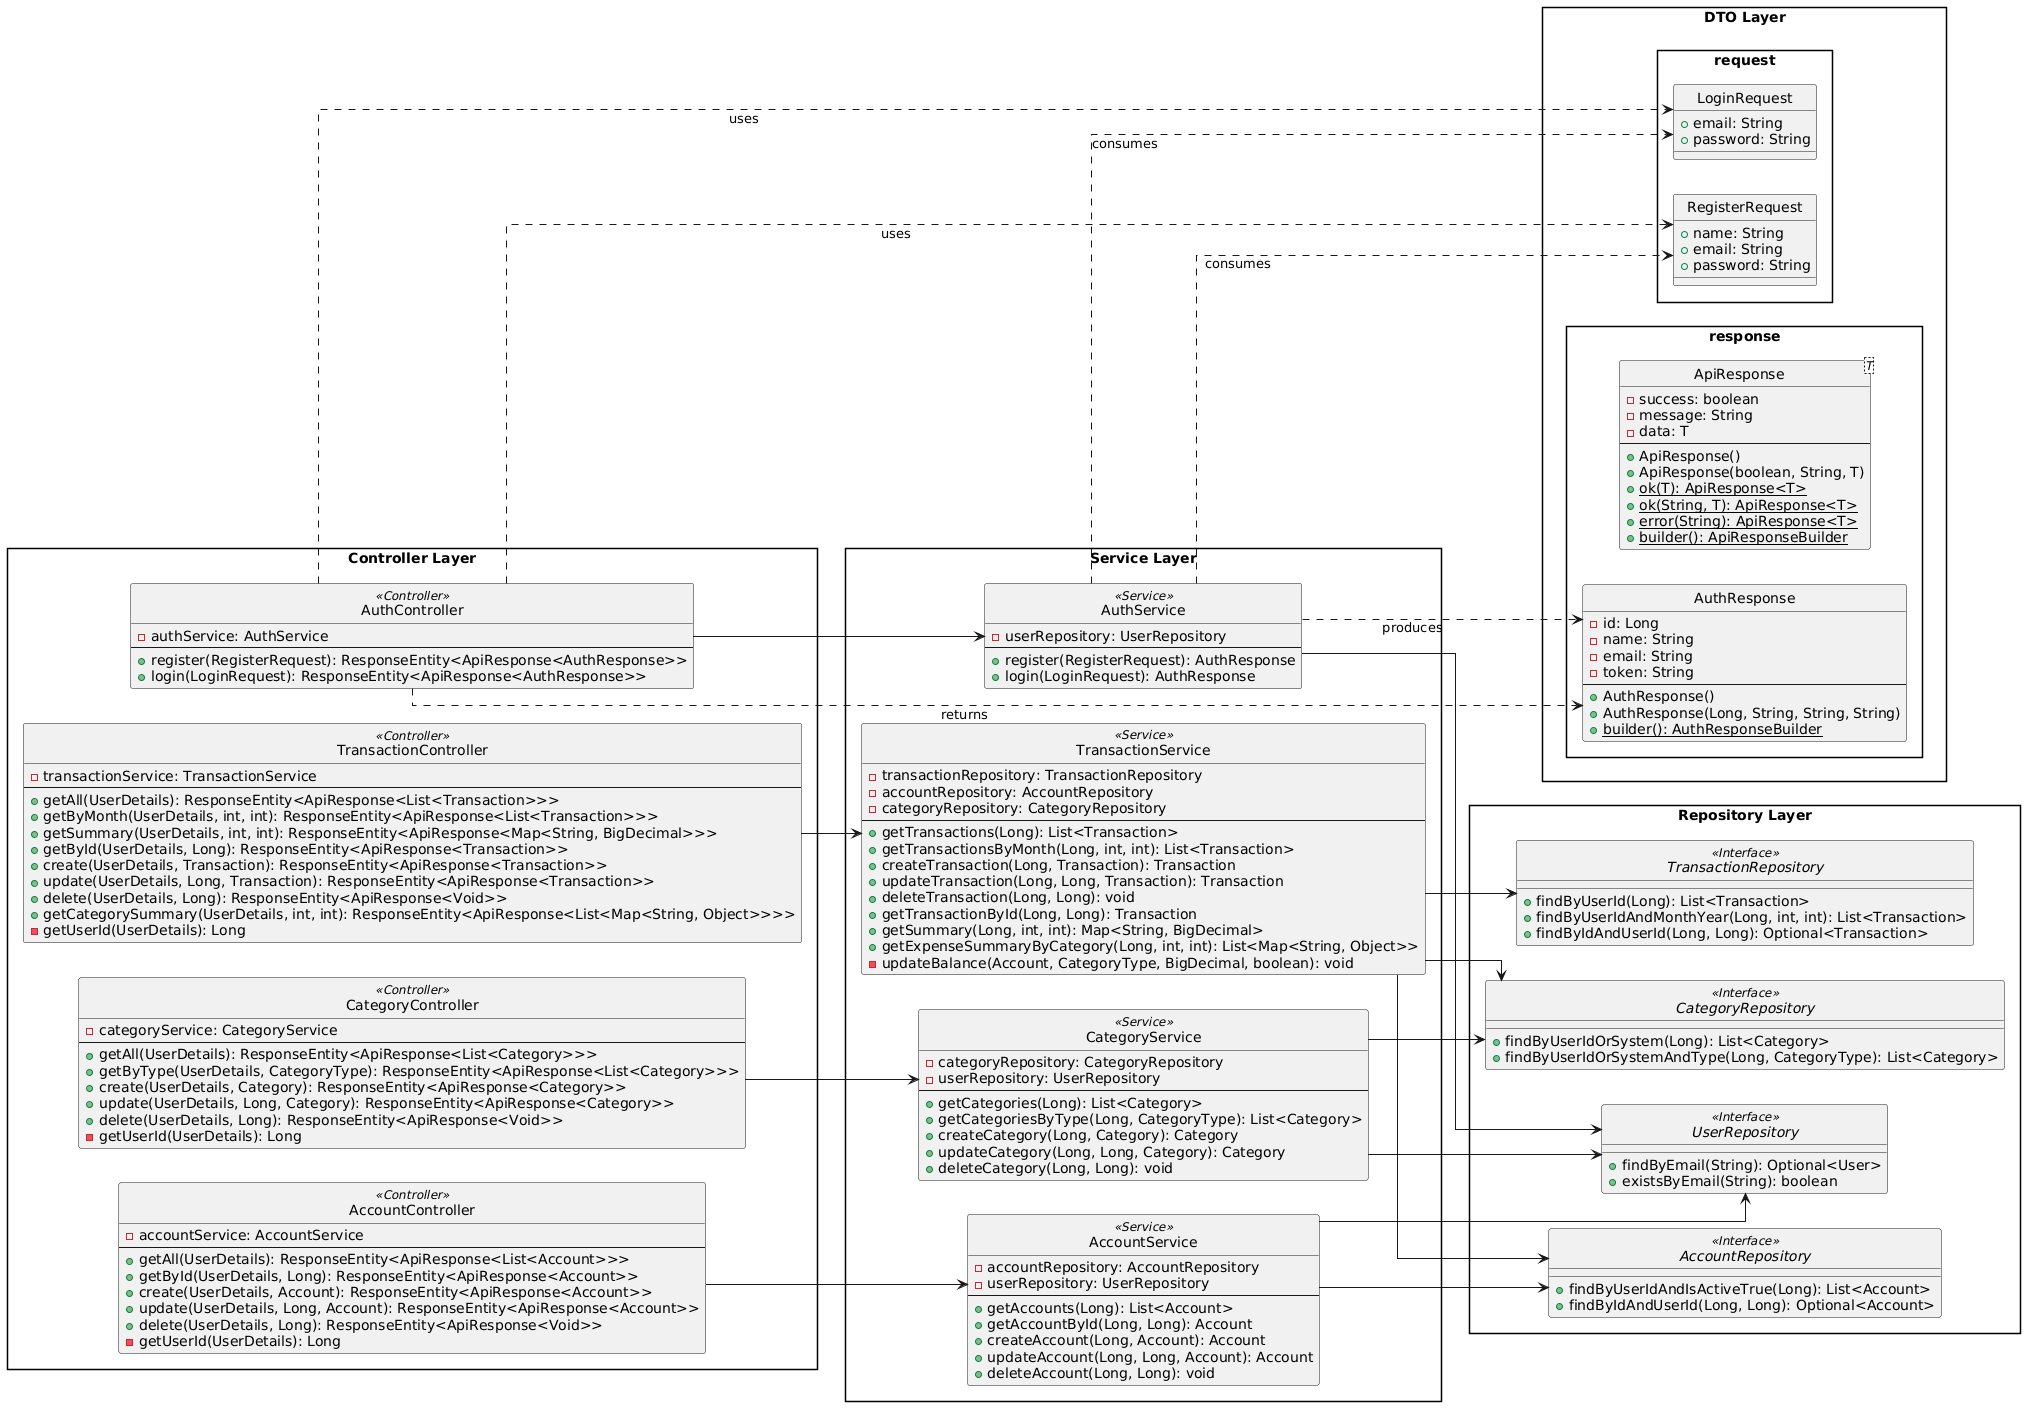 DTO Layer
request
LoginRequest
email: String
password: String
uses
consumes
RegisterRequest
name: String
email: String
password: String
uses
consumes
response
ApiResponse
T
success: boolean
message: String
data: T
ApiResponse()
ApiResponse(boolean, String, T)
ok(T): ApiResponse<T>
ok(String, T): ApiResponse<T>
error(String): ApiResponse<T>
builder(): ApiResponseBuilder
AuthResponse
id: Long
name: String
email: String
token: String
AuthResponse()
AuthResponse(Long, String, String, String)
builder(): AuthResponseBuilder
Controller Layer
«Controller»
AuthController
authService: AuthService
register(RegisterRequest): ResponseEntity<ApiResponse<AuthResponse>>
login(LoginRequest): ResponseEntity<ApiResponse<AuthResponse>>
«Controller»
TransactionController
transactionService: TransactionService
getAll(UserDetails): ResponseEntity<ApiResponse<List<Transaction>>>
getByMonth(UserDetails, int, int): ResponseEntity<ApiResponse<List<Transaction>>>
getSummary(UserDetails, int, int): ResponseEntity<ApiResponse<Map<String, BigDecimal>>>
getById(UserDetails, Long): ResponseEntity<ApiResponse<Transaction>>
create(UserDetails, Transaction): ResponseEntity<ApiResponse<Transaction>>
update(UserDetails, Long, Transaction): ResponseEntity<ApiResponse<Transaction>>
delete(UserDetails, Long): ResponseEntity<ApiResponse<Void>>
getCategorySummary(UserDetails, int, int): ResponseEntity<ApiResponse<List<Map<String, Object>>>>
getUserId(UserDetails): Long
«Controller»
CategoryController
categoryService: CategoryService
getAll(UserDetails): ResponseEntity<ApiResponse<List<Category>>>
getByType(UserDetails, CategoryType): ResponseEntity<ApiResponse<List<Category>>>
create(UserDetails, Category): ResponseEntity<ApiResponse<Category>>
update(UserDetails, Long, Category): ResponseEntity<ApiResponse<Category>>
delete(UserDetails, Long): ResponseEntity<ApiResponse<Void>>
getUserId(UserDetails): Long
«Controller»
AccountController
accountService: AccountService
getAll(UserDetails): ResponseEntity<ApiResponse<List<Account>>>
getById(UserDetails, Long): ResponseEntity<ApiResponse<Account>>
create(UserDetails, Account): ResponseEntity<ApiResponse<Account>>
update(UserDetails, Long, Account): ResponseEntity<ApiResponse<Account>>
delete(UserDetails, Long): ResponseEntity<ApiResponse<Void>>
getUserId(UserDetails): Long
Service Layer
«Service»
AuthService
userRepository: UserRepository
register(RegisterRequest): AuthResponse
login(LoginRequest): AuthResponse
produces
returns
«Service»
TransactionService
transactionRepository: TransactionRepository
accountRepository: AccountRepository
categoryRepository: CategoryRepository
getTransactions(Long): List<Transaction>
getTransactionsByMonth(Long, int, int): List<Transaction>
createTransaction(Long, Transaction): Transaction
updateTransaction(Long, Long, Transaction): Transaction
deleteTransaction(Long, Long): void
getTransactionById(Long, Long): Transaction
getSummary(Long, int, int): Map<String, BigDecimal>
getExpenseSummaryByCategory(Long, int, int): List<Map<String, Object>>
updateBalance(Account, CategoryType, BigDecimal, boolean): void
«Service»
CategoryService
categoryRepository: CategoryRepository
userRepository: UserRepository
getCategories(Long): List<Category>
getCategoriesByType(Long, CategoryType): List<Category>
createCategory(Long, Category): Category
updateCategory(Long, Long, Category): Category
deleteCategory(Long, Long): void
«Service»
AccountService
accountRepository: AccountRepository
userRepository: UserRepository
getAccounts(Long): List<Account>
getAccountById(Long, Long): Account
createAccount(Long, Account): Account
updateAccount(Long, Long, Account): Account
deleteAccount(Long, Long): void
Repository Layer
«Interface»
TransactionRepository
findByUserId(Long): List<Transaction>
findByUserIdAndMonthYear(Long, int, int): List<Transaction>
findByIdAndUserId(Long, Long): Optional<Transaction>
«Interface»
CategoryRepository
findByUserIdOrSystem(Long): List<Category>
findByUserIdOrSystemAndType(Long, CategoryType): List<Category>
«Interface»
UserRepository
findByEmail(String): Optional<User>
existsByEmail(String): boolean
«Interface»
AccountRepository
findByUserIdAndIsActiveTrue(Long): List<Account>
findByIdAndUserId(Long, Long): Optional<Account>